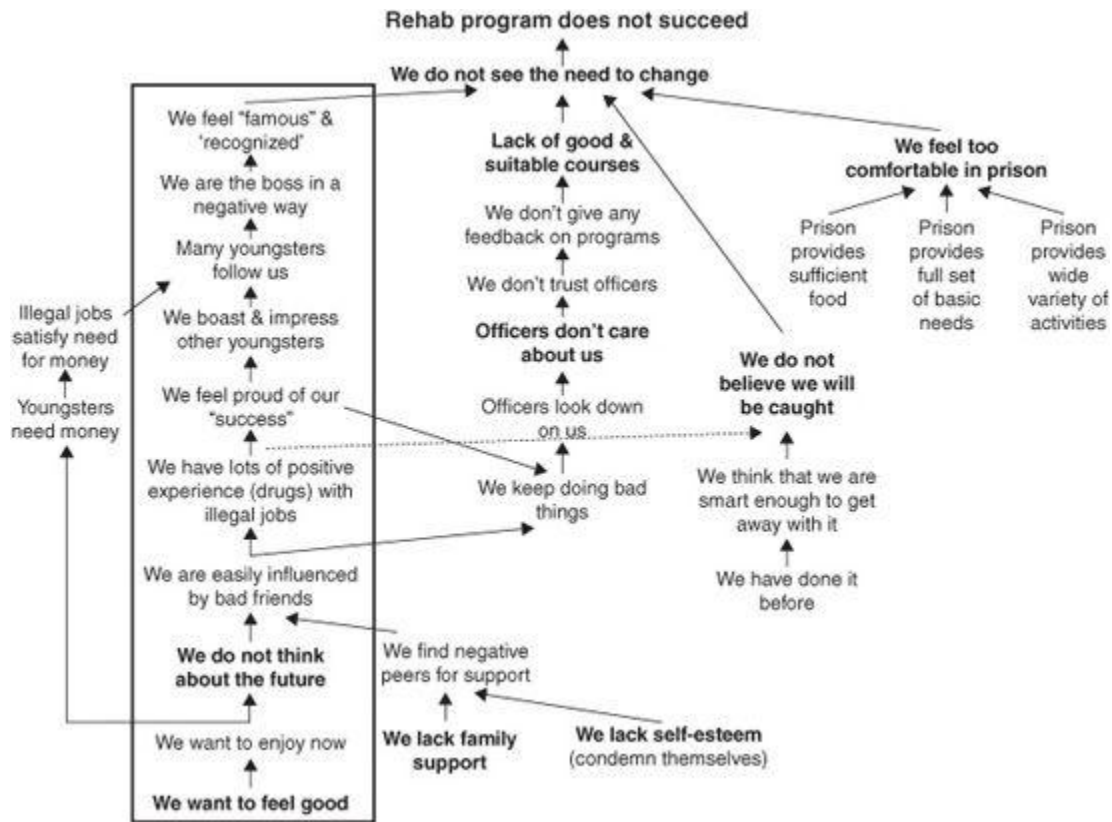 Rehab program does not succeed
We do not see the need to change
We feel “famous” &
‘recognized’
We are the boss in a
negative way
Many youngsters
follow us
We boast & impress
other youngsters
We feel proud of our
“success”
We have lots of positive
experience (drugs) with
illegal jobs
We are easily influenced
by bad friends
We do not think
about the future
We want to enjoy now
We want to feel good
Illegal jobs
satisfy need
for money
Youngsters
need money
Lack of good &
suitable courses
We don’t give any
feedback on programs
We don’t trust officers
Officers don’t care
about us
Officers look down
on us
We keep doing bad
things
We find negative
peers for support
We lack family
support
We lack self-esteem
(condemn themselves)
We do not
believe we will
be caught
We think that we are
smart enough to get
away with it
We have done it
before
We feel too
comfortable in prison
Prison
provides
sufficient
food
Prison
provides
full set
of basic
needs
Prison
provides
wide
variety of
activities